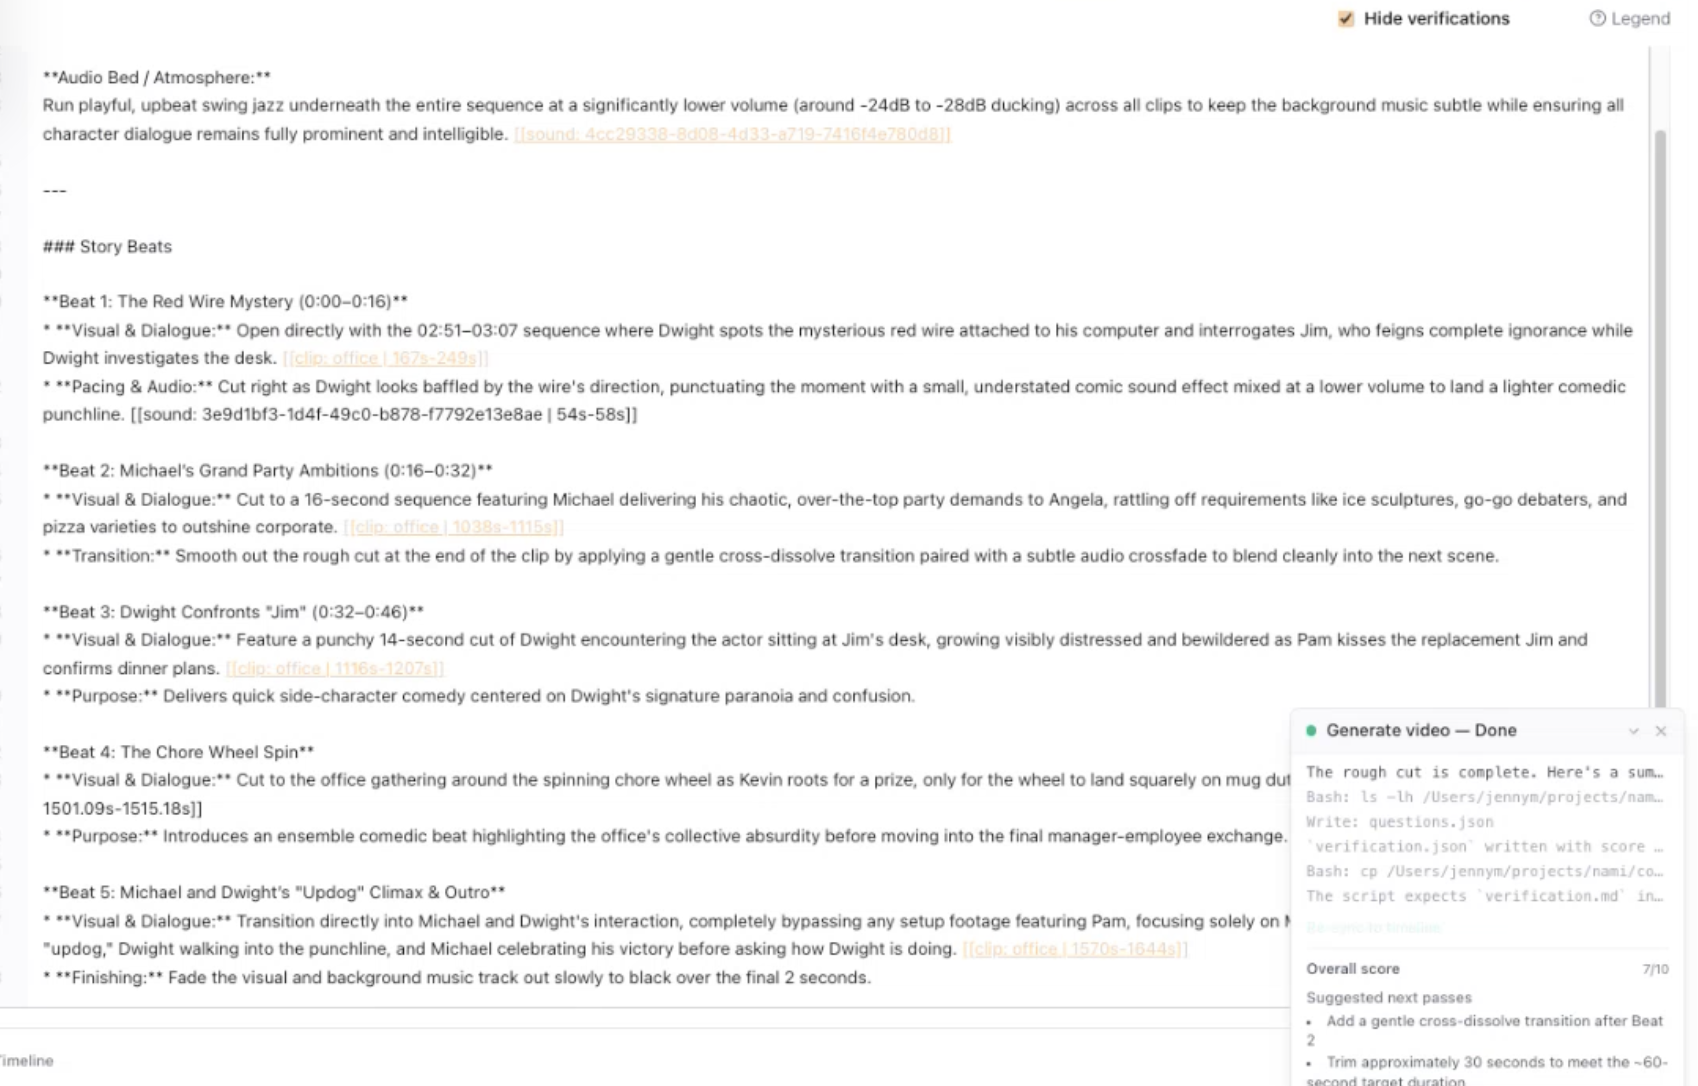 Hide verifications
Legend
**Audio Bed / Atmosphere:**
Run playful, upbeat swing jazz underneath the entire sequence at a significantly lower volume (around -24dB to -28dB ducking) across all clips to keep the background music subtle while ensuring all
character dialogue remains fully prominent and intelligible. [[sound: 4cc29338-8d08-4d33-a719-7416f4e780d8]]
---
### Story Beats
**Beat 1: The Red Wire Mystery (0:00–0:16)**
* **Visual & Dialogue:** Open directly with the 02:51–03:07 sequence where Dwight spots the mysterious red wire attached to his computer and interrogates Jim, who feigns complete ignorance while
Dwight investigates the desk. [[clip: office | 167s-249s]]
* **Pacing & Audio:** Cut right as Dwight looks baffled by the wire's direction, punctuating the moment with a small, understated comic sound effect mixed at a lower volume to land a lighter comedic
punchline. [[sound: 3e9d1bf3-1d4f-49c0-b878-f7792e13e8ae | 54s-58s]]
**Beat 2: Michael's Grand Party Ambitions (0:16–0:32)**
* **Visual & Dialogue:** Cut to a 16-second sequence featuring Michael delivering his chaotic, over-the-top party demands to Angela, rattling off requirements like ice sculptures, go-go debaters, and
pizza varieties to outshine corporate. [[clip: office | 1038s-1115s]]
* **Transition:** Smooth out the rough cut at the end of the clip by applying a gentle cross-dissolve transition paired with a subtle audio crossfade to blend cleanly into the next scene.
**Beat 3: Dwight Confronts "Jim" (0:32–0:46)**
* **Visual & Dialogue:** Feature a punchy 14-second cut of Dwight encountering the actor sitting at Jim's desk, growing visibly distressed and bewildered as Pam kisses the replacement Jim and
confirms dinner plans. [[clip: office | 1116s-1207s]]
* **Purpose:** Delivers quick side-character comedy centered on Dwight's signature paranoia and confusion.
**Beat 4: The Chore Wheel Spin**
* **Visual & Dialogue:** Cut to the office gathering around the spinning chore wheel as Kevin roots for a prize, only for the wheel to land squarely on mug dut
1501.09s-1515.18s]]
* **Purpose:** Introduces an ensemble comedic beat highlighting the office's collective absurdity before moving into the final manager-employee exchange.
**Beat 5: Michael and Dwight's "Updog" Climax & Outro**
* **Visual & Dialogue:** Transition directly into Michael and Dwight's interaction, completely bypassing any setup footage featuring Pam, focusing solely on M
"updog," Dwight walking into the punchline, and Michael celebrating his victory before asking how Dwight is doing. [[clip: office | 1570s-1644s]]
* **Finishing:** Fade the visual and background music track out slowly to black over the final 2 seconds.
Timeline
Generate video — Done
The rough cut is complete. Here's a sum…
Bash: ls -lh /Users/jennym/projects/nam…
Write: questions.json
`verification.json` written with score …
Bash: cp /Users/jennym/projects/nami/co…
The script expects `verification.md` in…
Re-sync to timeline
Overall score
7/10
Suggested next passes
• Add a gentle cross-dissolve transition after Beat
2
• Trim approximately 30 seconds to meet the ~60-
second target duration